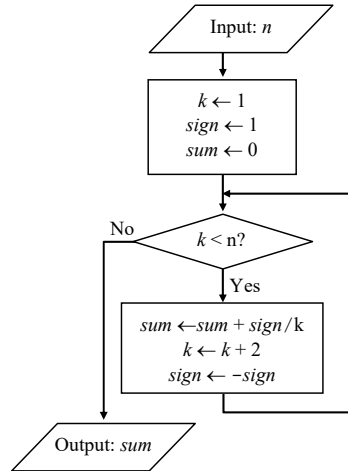 Input: n
k ← 1
sign ← 1
sum ← 0
No
k < n?
Yes
sum ←sum + sign/k
k ← k + 2
sign ← −sign
Output: sum